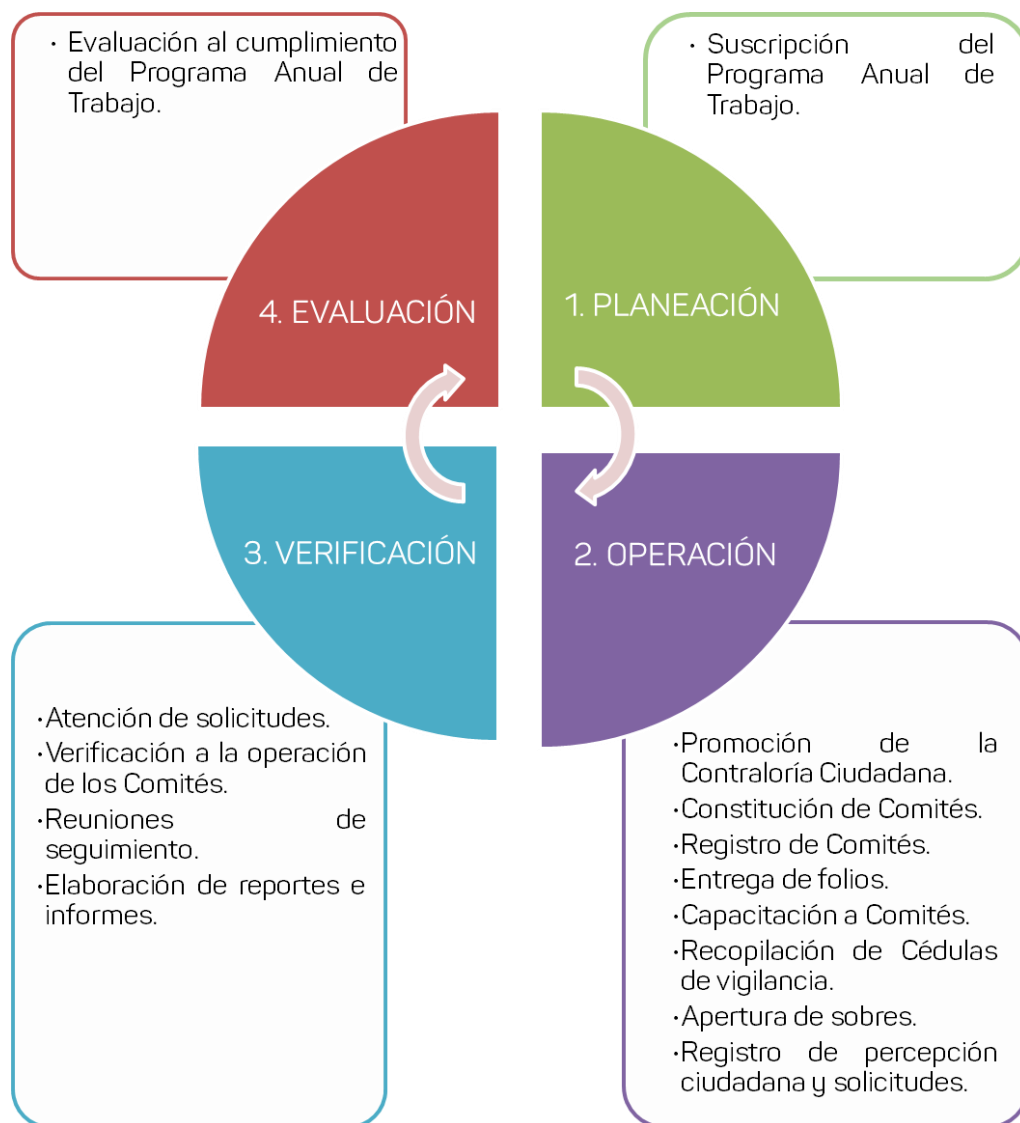 · Evaluación al cumplimiento
del Programa Anual de
Trabajo.
· Suscripción del
Programa Anual de
Trabajo.
4. EVALUACIÓN
1. PLANEACIÓN
3. VERIFICACIÓN
2. OPERACIÓN
·Atención de solicitudes.
·Verificación a la operación
de los Comités.
·Reuniones de
seguimiento.
·Elaboración de reportes e
informes.
·Promoción de la
Contraloría Ciudadana.
·Constitución de Comités.
·Registro de Comités.
·Entrega de folios.
·Capacitación a Comités.
·Recopilación de Cédulas
de vigilancia.
·Apertura de sobres.
·Registro de percepción
ciudadana y solicitudes.